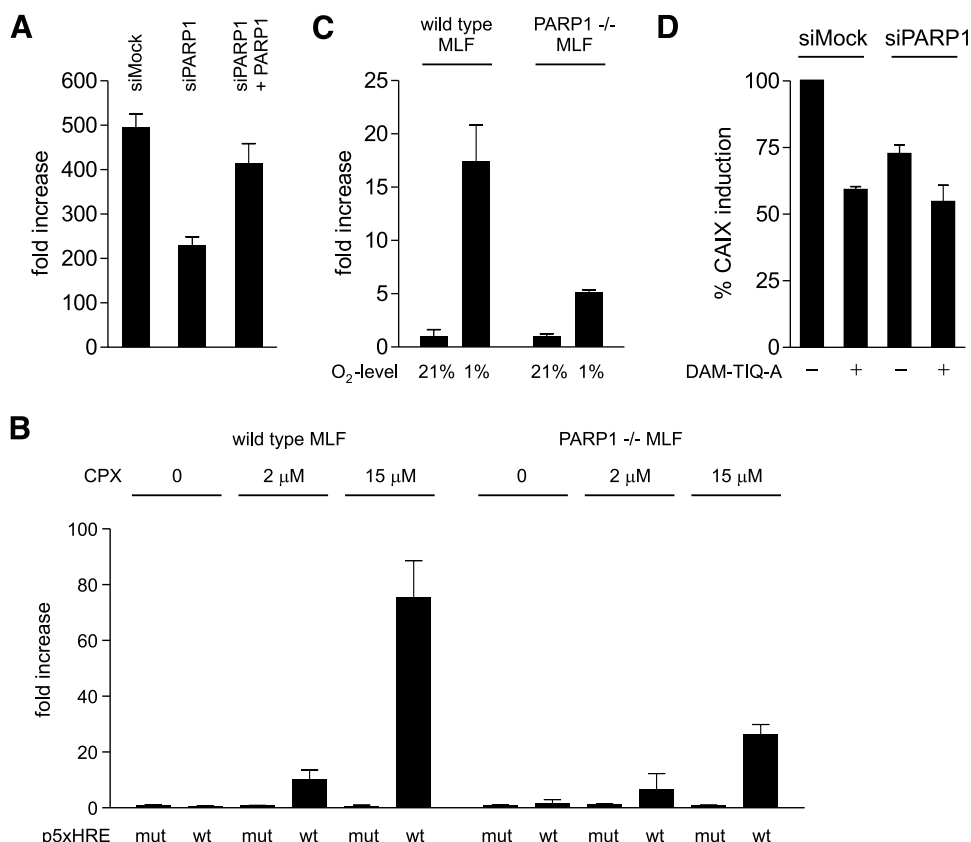 A
siMock
siPARP1
siPARP1
+ PARP1
600
500
400
300
200
100
0
fold increase
C
wild type
MLF
PARP1 -/-
MLF
25
20
15
10
5
0
fold increase
O₂-level 21% 1% 21% 1%
D
siMock siPARP1
100
75
50
25
0
% CAIX induction
DAM-TIQ-A – + – +
B
wild type MLF PARP1 -/- MLF
CPX 0 2 µM 15 µM 0 2 µM 15 µM
100
80
60
40
20
0
fold increase
p5xHRE mut wt mut wt mut wt mut wt mut wt mut wt